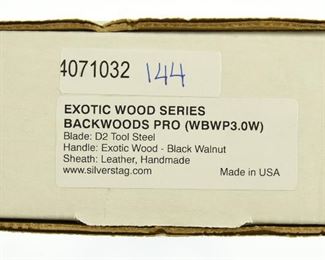 4071032 144
EXOTIC WOOD SERIES
BACKWOODS PRO (WBWP3.0W)
Blade: D2 Tool Steel
Handle: Exotic Wood - Black Walnut
Sheath: Leather, Handmade
www.silverstag.com Made in USA